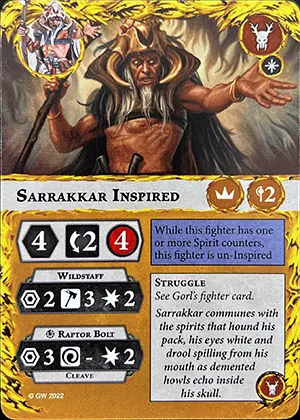 SARRAKKAR INSPIRED
2
4 2 4
WILDSTAFF
2 3 2
RAPTOR BOLT
3 - 2
CLEAVE
© GW 2022
While this fighter has one
or more Spirit counters,
this fighter is un-Inspired
STRUGGLE
See Gorl's fighter card.
Sarrakkar communes with
the spirits that hound his
pack, his eyes white and
drool spilling from his
mouth as demented
howls echo inside
his skull.